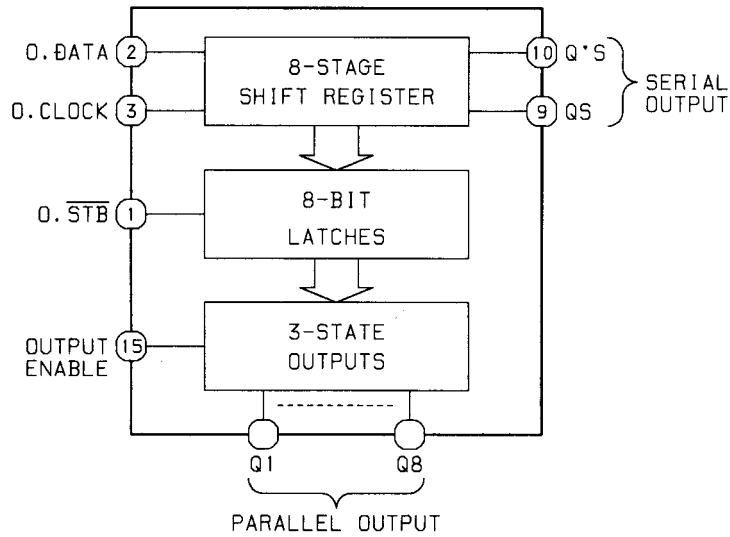 O.DATA 2
8-STAGE
SHIFT REGISTER
10 Q'S
O.CLOCK 3
9 QS
SERIAL
OUTPUT
O.STB 1
8-BIT
LATCHES
OUTPUT
ENABLE
15
3-STATE
OUTPUTS
Q1
Q8
PARALLEL OUTPUT